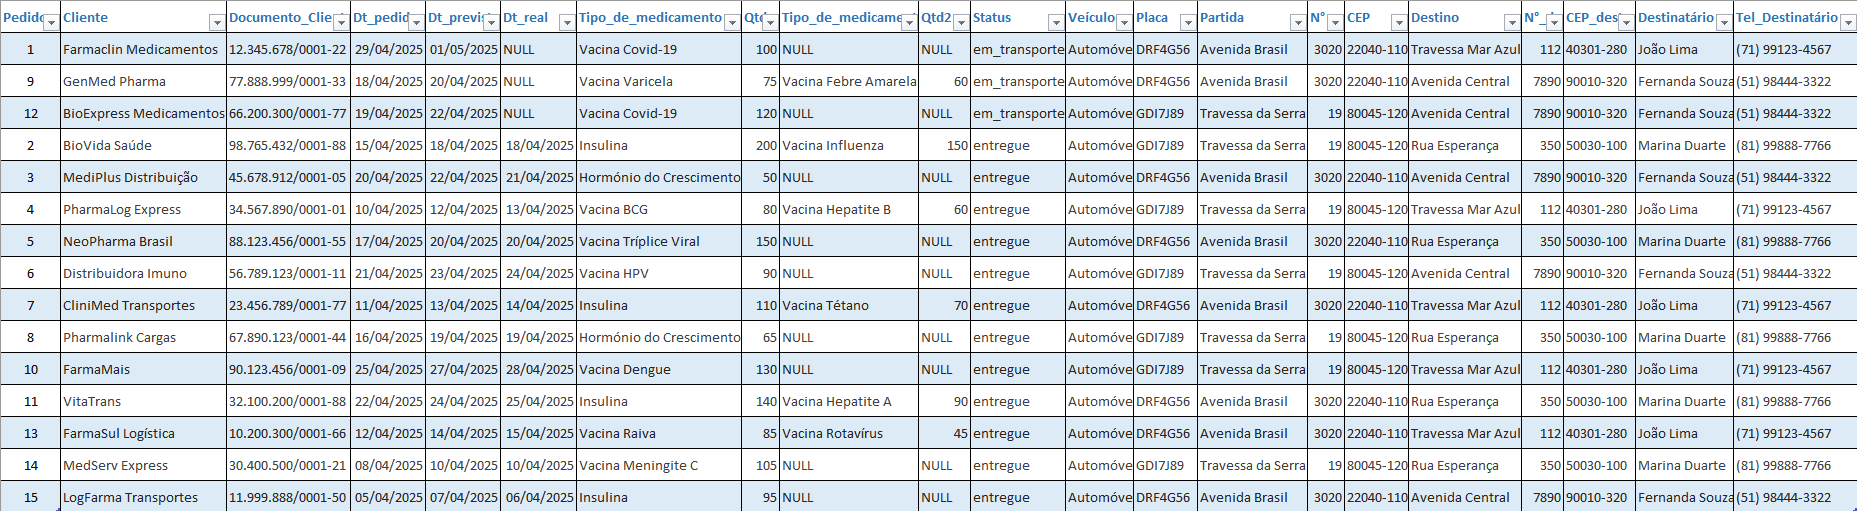 Pedido Cliente Documento_Clie Dt_pedid Dt_previs Dt_real Tipo_de_medicamento Qtd Tipo_de_medicame Qtd2 Status Veículo Placa Partida N° CEP Destino N°_ CEP_des Destinatário Tel_Destinatário
1 Farmaclin Medicamentos 12.345.678/0001-22 29/04/2025 01/05/2025 NULL Vacina Covid-19 100 NULL NULL em_transporte Automóve DRF4G56 Avenida Brasil 3020 22040-110 Travessa Mar Azul 112 40301-280 João Lima (71) 99123-4567
9 GenMed Pharma 77.888.999/0001-33 18/04/2025 20/04/2025 NULL Vacina Varicela 75 Vacina Febre Amarela 60 em_transporte Automóve DRF4G56 Avenida Brasil 3020 22040-110 Avenida Central 7890 90010-320 Fernanda Souza (51) 98444-3322
12 BioExpress Medicamentos 66.200.300/0001-77 19/04/2025 22/04/2025 NULL Vacina Covid-19 120 NULL NULL em_transporte Automóve GDI7J89 Travessa da Serra 19 80045-120 Avenida Central 7890 90010-320 Fernanda Souza (51) 98444-3322
2 BioVida Saúde 98.765.432/0001-88 15/04/2025 18/04/2025 18/04/2025 Insulina 200 Vacina Influenza 150 entregue Automóve GDI7J89 Travessa da Serra 19 80045-120 Rua Esperança 350 50030-100 Marina Duarte (81) 99888-7766
3 MediPlus Distribuição 45.678.912/0001-05 20/04/2025 22/04/2025 21/04/2025 Hormónio do Crescimento 50 NULL NULL entregue Automóve DRF4G56 Avenida Brasil 3020 22040-110 Avenida Central 7890 90010-320 Fernanda Souza (51) 98444-3322
4 PharmaLog Express 34.567.890/0001-01 10/04/2025 12/04/2025 13/04/2025 Vacina BCG 80 Vacina Hepatite B 60 entregue Automóve GDI7J89 Travessa da Serra 19 80045-120 Travessa Mar Azul 112 40301-280 João Lima (71) 99123-4567
5 NeoPharma Brasil 88.123.456/0001-55 17/04/2025 20/04/2025 20/04/2025 Vacina Tríplice Viral 150 NULL NULL entregue Automóve DRF4G56 Avenida Brasil 3020 22040-110 Rua Esperança 350 50030-100 Marina Duarte (81) 99888-7766
6 Distribuidora Imuno 56.789.123/0001-11 21/04/2025 23/04/2025 24/04/2025 Vacina HPV 90 NULL NULL entregue Automóve GDI7J89 Travessa da Serra 19 80045-120 Avenida Central 7890 90010-320 Fernanda Souza (51) 98444-3322
7 CliniMed Transportes 23.456.789/0001-77 11/04/2025 13/04/2025 14/04/2025 Insulina 110 Vacina Tétano 70 entregue Automóve DRF4G56 Avenida Brasil 3020 22040-110 Travessa Mar Azul 112 40301-280 João Lima (71) 99123-4567
8 Pharmalink Cargas 67.890.123/0001-44 16/04/2025 19/04/2025 19/04/2025 Hormónio do Crescimento 65 NULL NULL entregue Automóve GDI7J89 Travessa da Serra 19 80045-120 Rua Esperança 350 50030-100 Marina Duarte (81) 99888-7766
10 FarmaMais 90.123.456/0001-09 25/04/2025 27/04/2025 28/04/2025 Vacina Dengue 130 NULL NULL entregue Automóve GDI7J89 Travessa da Serra 19 80045-120 Travessa Mar Azul 112 40301-280 João Lima (71) 99123-4567
11 VitaTrans 32.100.200/0001-88 22/04/2025 24/04/2025 25/04/2025 Insulina 140 Vacina Hepatite A 90 entregue Automóve DRF4G56 Avenida Brasil 3020 22040-110 Rua Esperança 350 50030-100 Marina Duarte (81) 99888-7766
13 FarmaSul Logística 10.200.300/0001-66 12/04/2025 14/04/2025 15/04/2025 Vacina Raiva 85 Vacina Rotavírus 45 entregue Automóve DRF4G56 Avenida Brasil 3020 22040-110 Travessa Mar Azul 112 40301-280 João Lima (71) 99123-4567
14 MedServ Express 30.400.500/0001-21 08/04/2025 10/04/2025 10/04/2025 Vacina Meningite C 105 NULL NULL entregue Automóve GDI7J89 Travessa da Serra 19 80045-120 Rua Esperança 350 50030-100 Marina Duarte (81) 99888-7766
15 LogFarma Transportes 11.999.888/0001-50 05/04/2025 07/04/2025 06/04/2025 Insulina 95 NULL NULL entregue Automóve DRF4G56 Avenida Brasil 3020 22040-110 Avenida Central 7890 90010-320 Fernanda Souza (51) 98444-3322